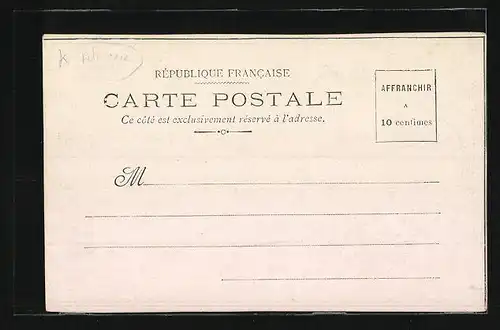 RÉPUBLIQUE FRANÇAISE
CARTE POSTALE
Ce côté est exclusivement réservé à l'adresse.
AFFRANCHIR
A
10 centimes
M